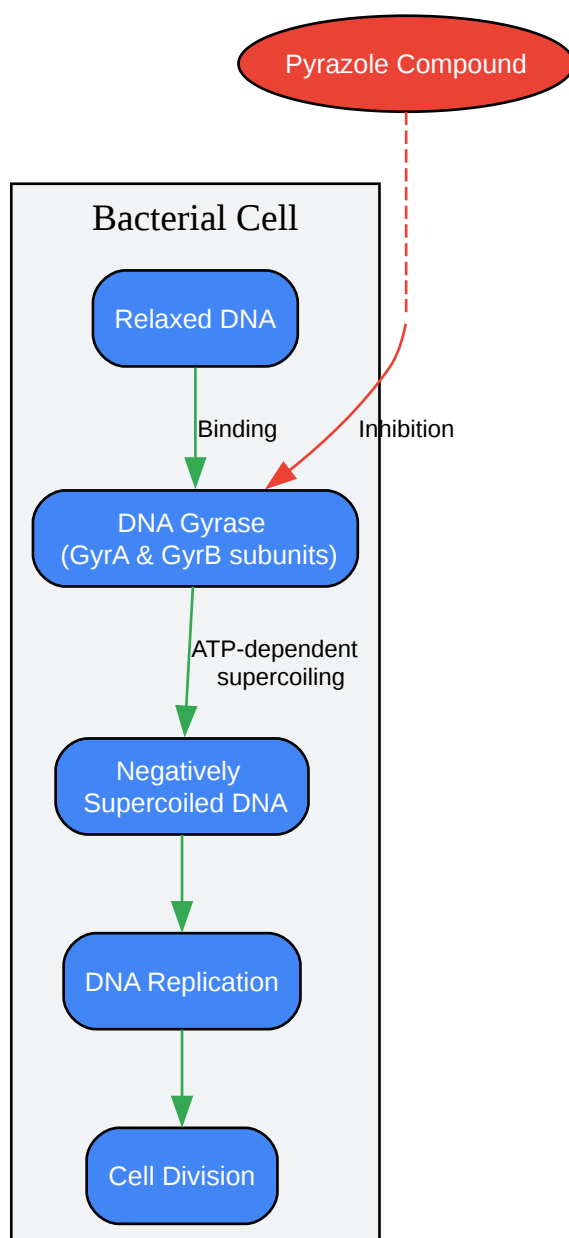 Pyrazole Compound
Bacterial Cell
Relaxed DNA
Binding
Inhibition
DNA Gyrase
(GyrA & GyrB subunits)
ATP-dependent
supercoiling
Negatively
Supercoiled DNA
DNA Replication
Cell Division